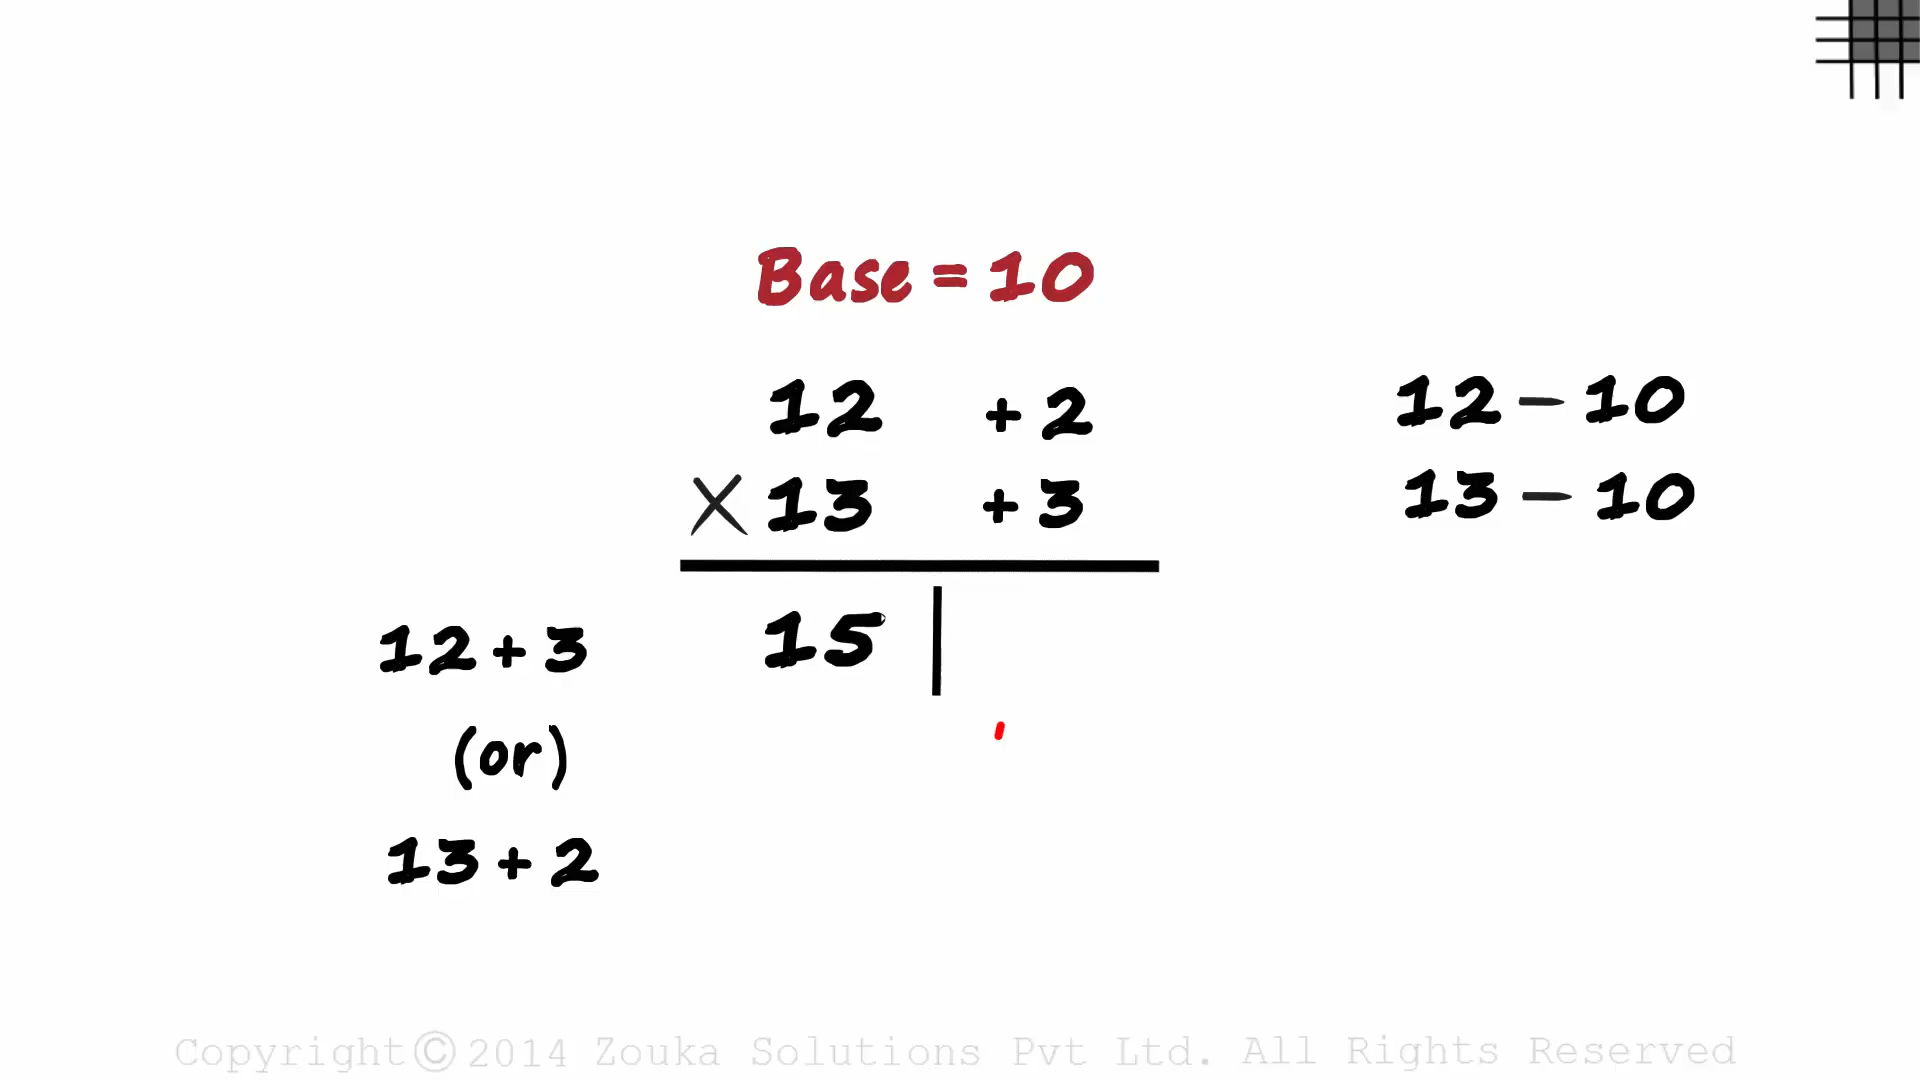 Base = 10
12 + 2
12 – 10
× 13 + 3
13 – 10
15
12 + 3
(or)
13 + 2
Copyright©2014 Zouka Solutions Pvt Ltd. All Rights Reserved